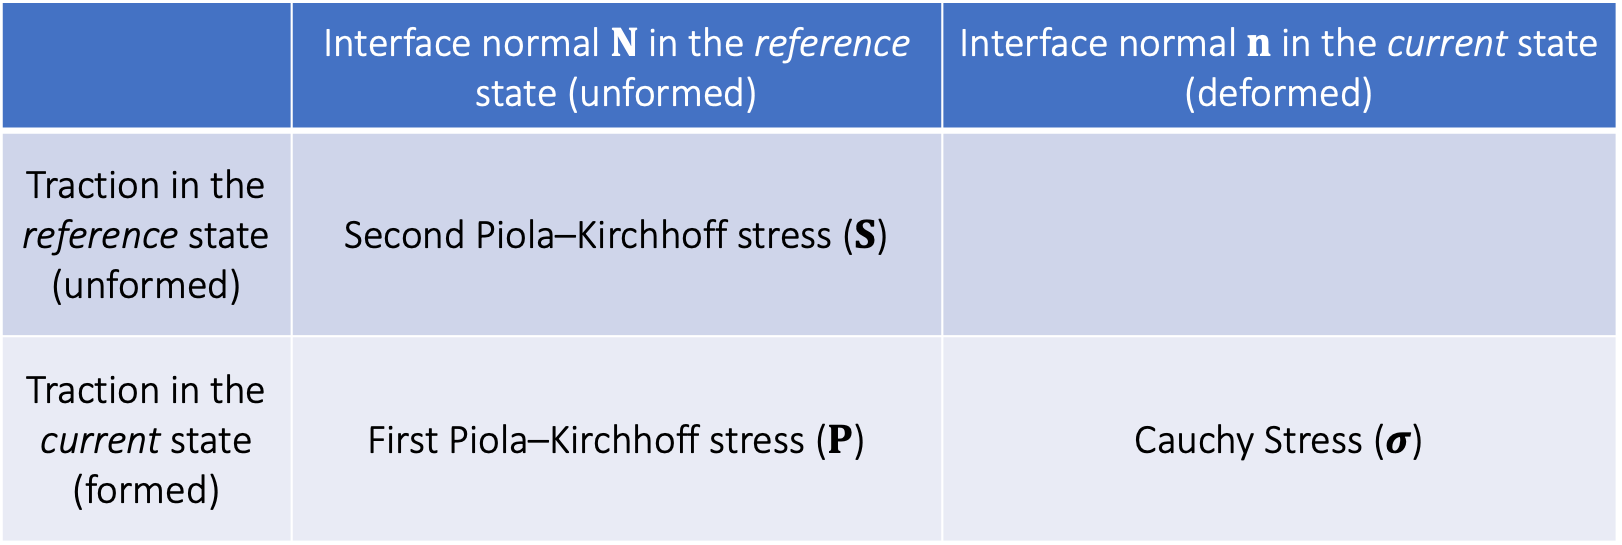 Interface normal N in the reference
state (unformed)
Interface normal n in the current state
(deformed)
Traction in the
reference state
(unformed)
Second Piola–Kirchhoff stress (S)
Traction in the
current state
(formed)
First Piola–Kirchhoff stress (P)
Cauchy Stress (σ)